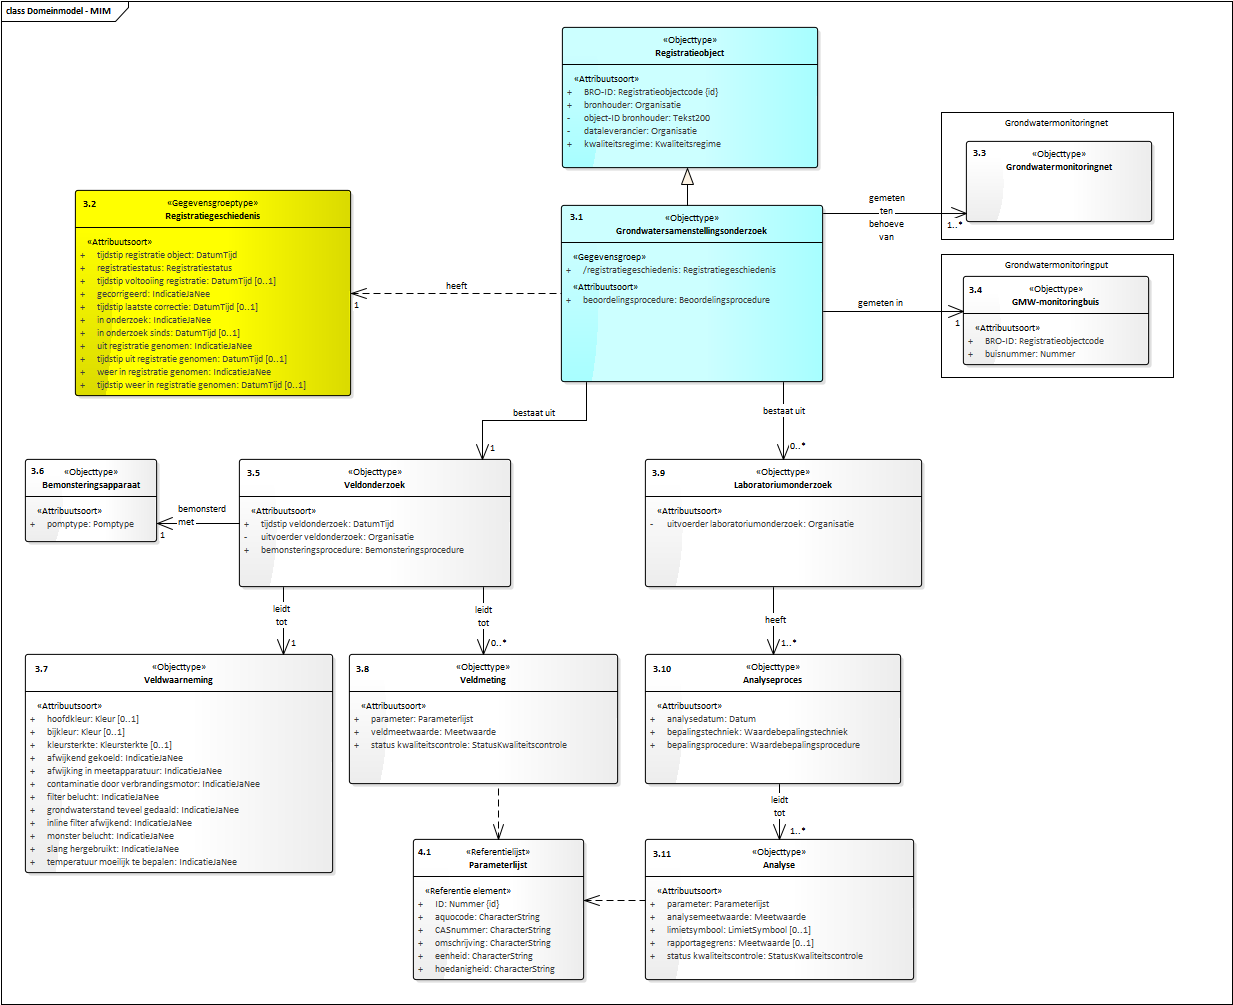 class Domeinmodel - MIM
«Objecttype»
Registratieobject
«Attribuutsoort»
+ BRO-ID: Registratieobjectcode {id}
+ bronhouder: Organisatie
- object-ID bronhouder: Tekst200
- dataleverancier: Organisatie
+ kwaliteitsregime: Kwaliteitsregime
Grondwatermonitoringnet
3.3 «Objecttype»
Grondwatermonitoringnet
3.2 «Gegevensgroeptype»
Registratiegeschiedenis
«Attribuutsoort»
+ tijdstip registratie object: DatumTijd
+ registratiestatus: Registratiestatus
+ tijdstip voltooiing registratie: DatumTijd [0..1]
+ gecorrigeerd: IndicatieJaNee
+ tijdstip laatste correctie: DatumTijd [0..1]
+ in onderzoek: IndicatieJaNee
+ in onderzoek sinds: DatumTijd [0..1]
+ uit registratie genomen: IndicatieJaNee
+ tijdstip uit registratie genomen: DatumTijd [0..1]
+ weer in registratie genomen: IndicatieJaNee
+ tijdstip weer in registratie genomen: DatumTijd [0..1]
heeft
1
3.1 «Objecttype»
Grondwatersamenstellingsonderzoek
«Gegevensgroep»
+ /registratiegeschiedenis: Registratiegeschiedenis
«Attribuutsoort»
+ beoordelingsprocedure: Beoordelingsprocedure
gemeten
ten
behoeve
van
1..*
Grondwatermonitoringput
3.4 «Objecttype»
GMW-monitoringbuis
«Attribuutsoort»
+ BRO-ID: Registratieobjectcode
+ buisnummer: Nummer
gemeten in
1
bestaat uit
1
bestaat uit
0..*
3.6 «Objecttype»
Bemonsteringsapparaat
«Attribuutsoort»
+ pomptype: Pomptype
bemonsterd
met
1
3.5 «Objecttype»
Veldonderzoek
«Attribuutsoort»
+ tijdstip veldonderzoek: DatumTijd
- uitvoerder veldonderzoek: Organisatie
+ bemonsteringsprocedure: Bemonsteringsprocedure
3.9 «Objecttype»
Laboratoriumonderzoek
«Attribuutsoort»
- uitvoerder laboratoriumonderzoek: Organisatie
leidt
tot
1
leidt
tot
0..*
heeft
1..*
3.7 «Objecttype»
Veldwaarneming
«Attribuutsoort»
+ hoofdkleur: Kleur [0..1]
+ bijkleur: Kleur [0..1]
+ kleursterkte: Kleursterkte [0..1]
+ afwijkend gekoeld: IndicatieJaNee
+ afwijking in meetapparatuur: IndicatieJaNee
+ contaminatie door verbrandingsmotor: IndicatieJaNee
+ filter belucht: IndicatieJaNee
+ grondwaterstand teveel gedaald: IndicatieJaNee
+ inline filter afwijkend: IndicatieJaNee
+ monster belucht: IndicatieJaNee
+ slang hergebruikt: IndicatieJaNee
+ temperatuur moeilijk te bepalen: IndicatieJaNee
3.8 «Objecttype»
Veldmeting
«Attribuutsoort»
+ parameter: Parameterlijst
+ veldmeetwaarde: Meetwaarde
+ status kwaliteitscontrole: StatusKwaliteitscontrole
3.10 «Objecttype»
Analyseproces
«Attribuutsoort»
+ analysedatum: Datum
+ bepalingstechniek: Waardebepalingstechniek
+ bepalingsprocedure: Waardebepalingsprocedure
leidt
tot
1..*
4.1 «Referentielijst»
Parameterlijst
«Referentie element»
+ ID: Nummer {id}
+ aquocode: CharacterString
+ CASnummer: CharacterString
+ omschrijving: CharacterString
+ eenheid: CharacterString
+ hoedanigheid: CharacterString
3.11 «Objecttype»
Analyse
«Attribuutsoort»
+ parameter: Parameterlijst
+ analysemeetwaarde: Meetwaarde
+ limietsymbool: LimietSymbool [0..1]
+ rapportagegrens: Meetwaarde [0..1]
+ status kwaliteitscontrole: StatusKwaliteitscontrole